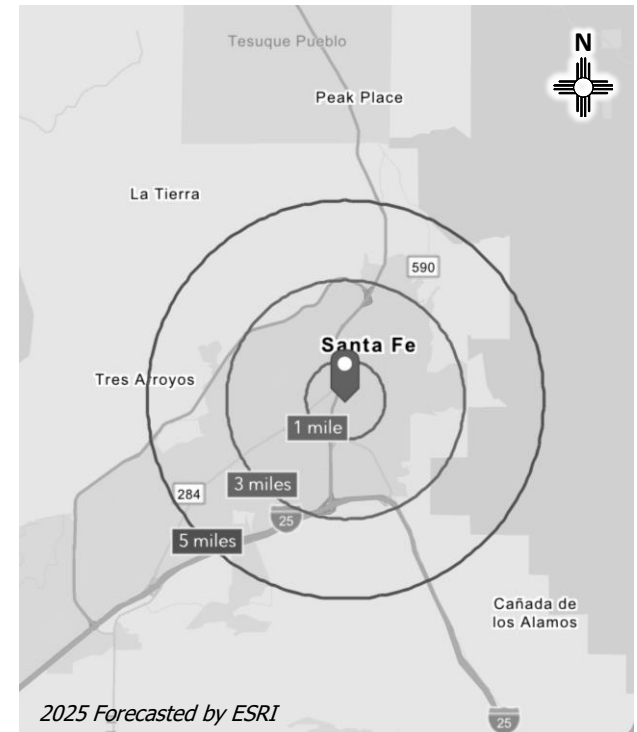 Tesuque Pueblo
N
Peak Place
La Tierra
590
Santa Fe
Tres Arroyos
1 mile
3 miles
284
25
5 miles
Cañada de
los Alamos
2025 Forecasted by ESRI
25